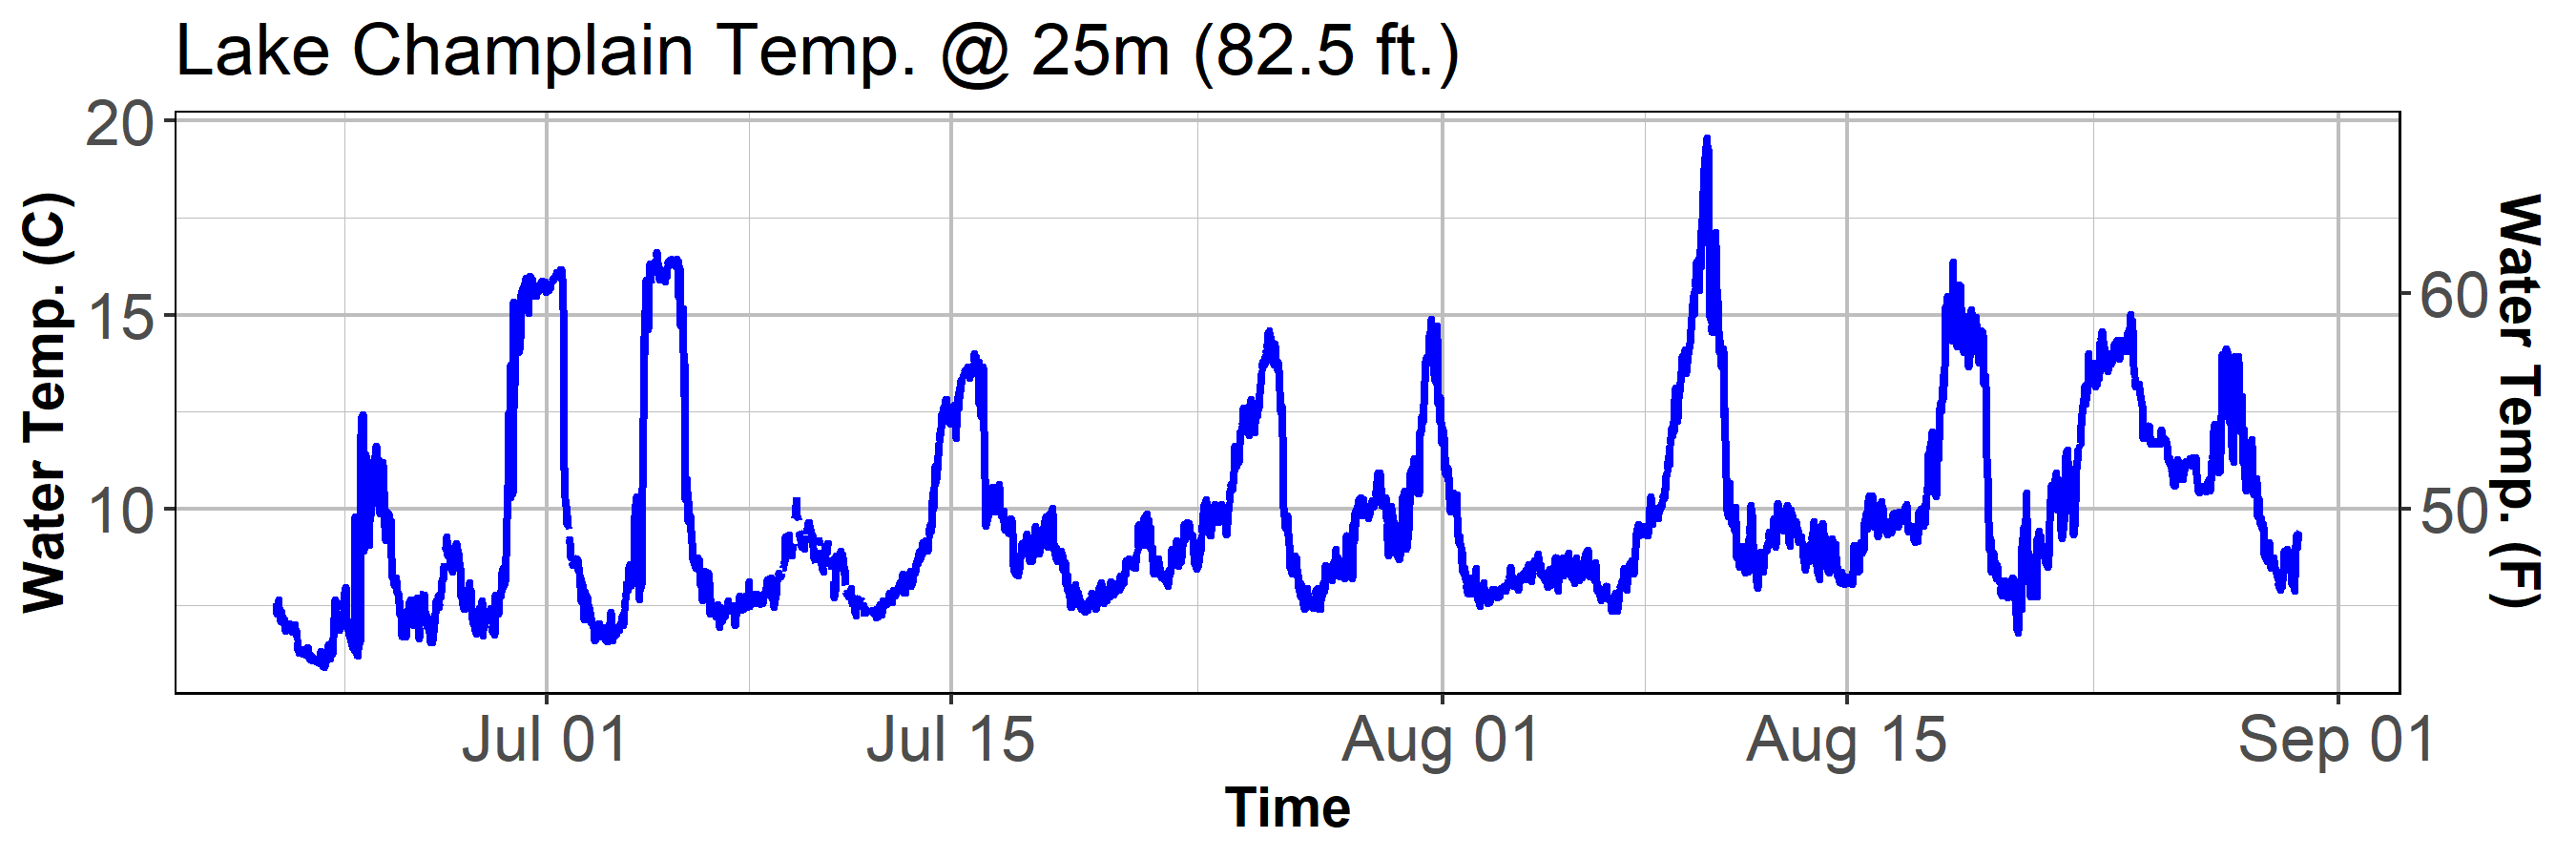 Lake Champlain Temp. @ 25m (82.5 ft.)
Water Temp. (C)
20
15
10
60
50
Water Temp. (F)
Jul 01 Jul 15 Aug 01 Aug 15 Sep 01
Time